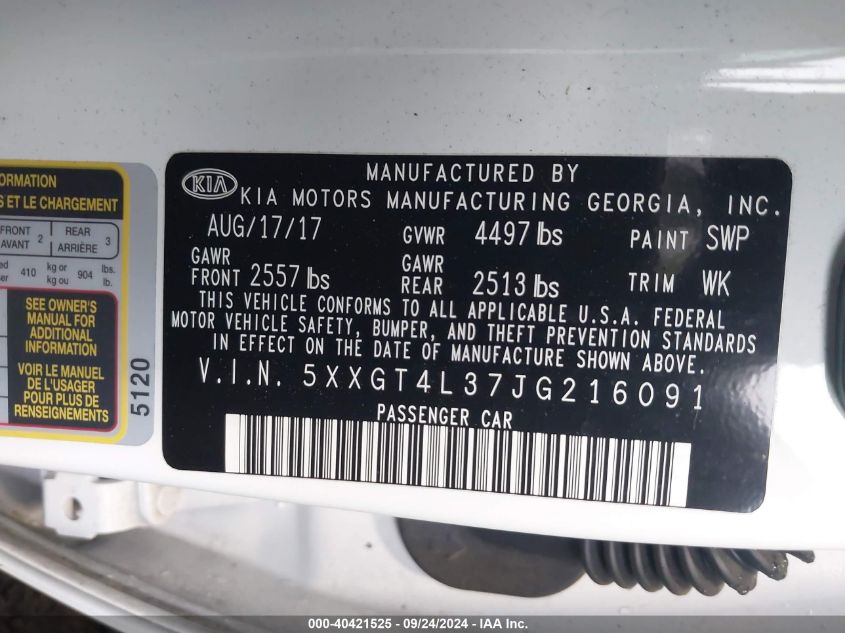 ORMATION
S ET LE CHARGEMENT
FRONT AVANT 2 REAR ARRIÈRE 3
410 kg or kg ou 904 lbs. lb.
SEE OWNER'S
MANUAL FOR
ADDITIONAL
INFORMATION
VOIR LE MANUEL
DE L'USAGER
POUR PLUS DE
RENSEIGNEMENTS
5120
MANUFACTURED BY
KIA KIA MOTORS MANUFACTURING GEORGIA, INC.
AUG/17/17 GVWR 4497 lbs PAINT SWP
GAWR FRONT 2557 lbs GAWR REAR 2513 lbs TRIM WK
THIS VEHICLE CONFORMS TO ALL APPLICABLE U.S.A. FEDERAL
MOTOR VEHICLE SAFETY, BUMPER, AND THEFT PREVENTION STANDARDS
IN EFFECT ON THE DATE OF MANUFACTURE SHOWN ABOVE.
V.I.N. 5XXGT4L37JG216091
PASSENGER CAR
000-40421525 - 09/24/2024 - IAA Inc.